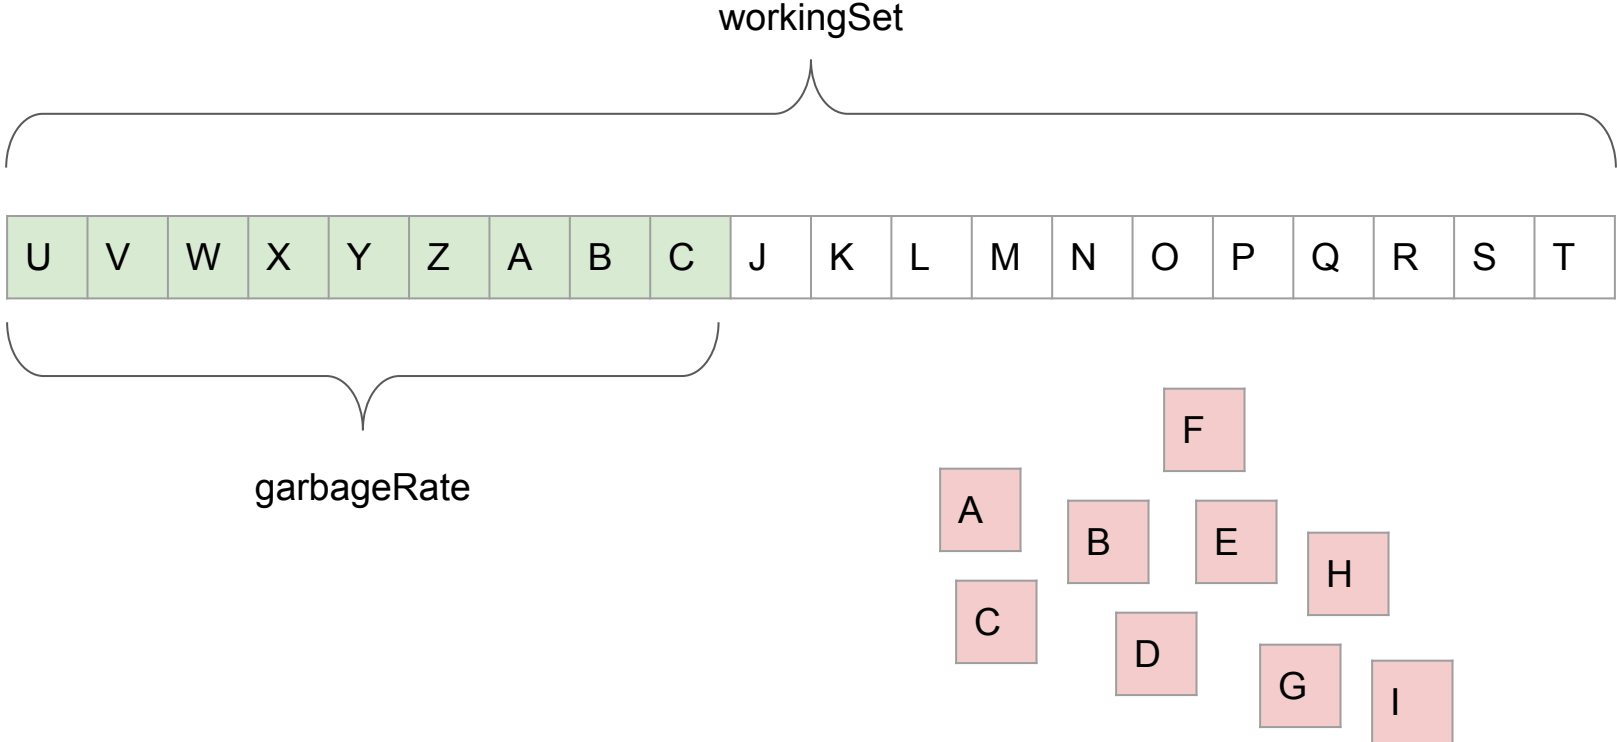 workingSet
U V W X Y Z A B C J K L M N O P Q R S T
garbageRate
F
A
B
E
H
C
D
G
I